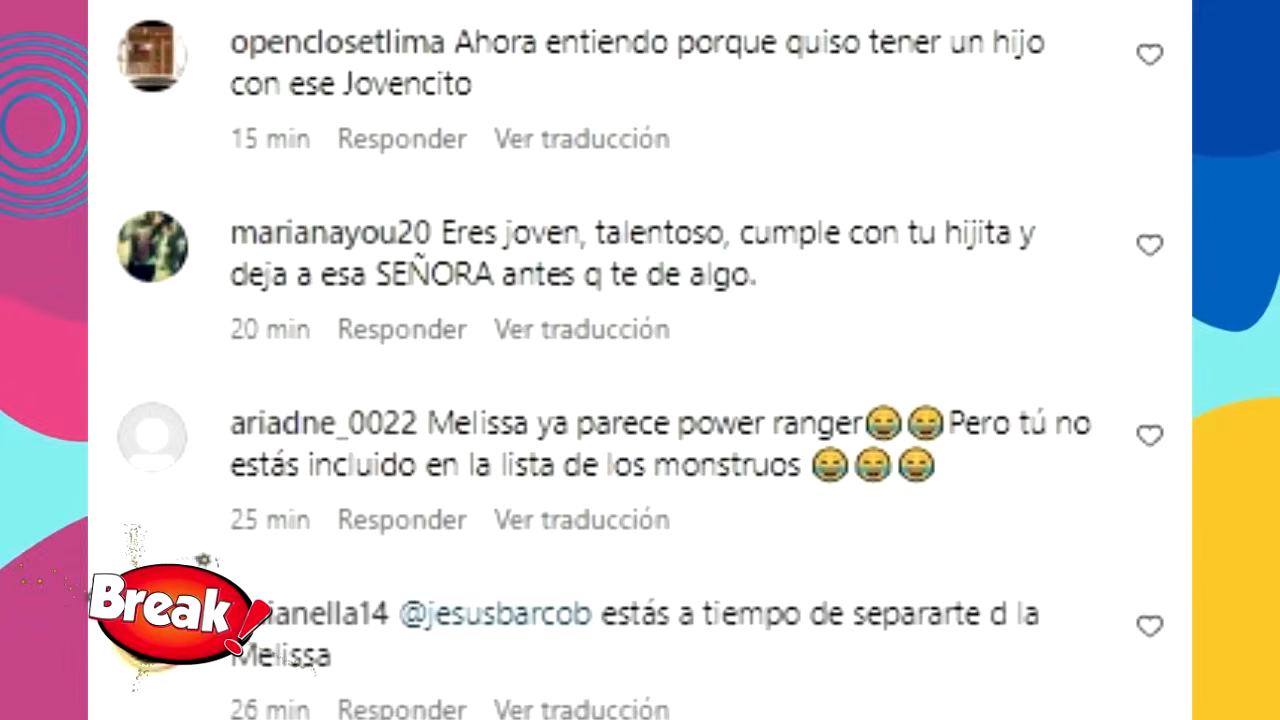 openclosetlima Ahora entiendo porque quiso tener un hijo
con ese Jovencito
15 min Responder Ver traducción
marianayou20 Eres joven, talentoso, cumple con tu hijita y
deja a esa SEÑORA antes q te de algo.
20 min Responder Ver traducción
ariadne_0022 Melissa ya parece power ranger😂😂Pero tú no
estás incluido en la lista de los monstruos 😂😂😂
25 min Responder Ver traducción
@jesusbarcob estás a tiempo de separarte d la
Melissa
26 min Responder Ver traducción
Break!